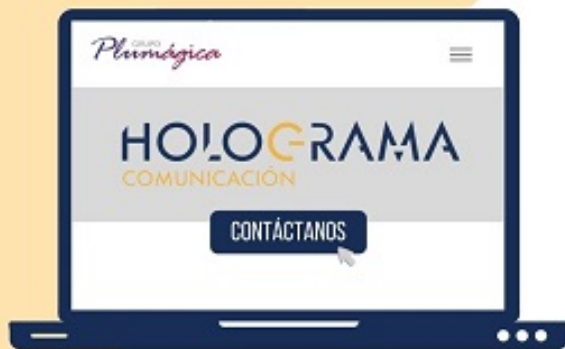 GRUPO
Plumágica
HOLOGRAMA
COMUNICACIÓN
CONTÁCTANOS